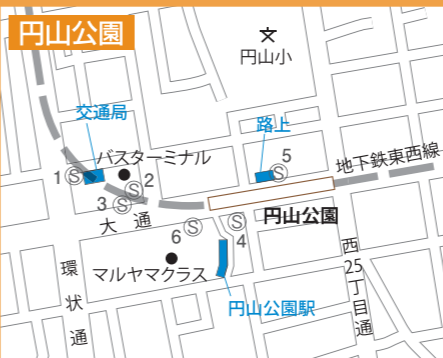 円山公園
文
円山小
交通局
路上
バスターミナル
Ⓢ
1
Ⓢ
2
Ⓢ
3
Ⓢ
5
地下鉄東西線
大通
円山公園
Ⓢ
6
Ⓢ
4
マルヤマクラス
環状通
西25丁目通
円山公園駅